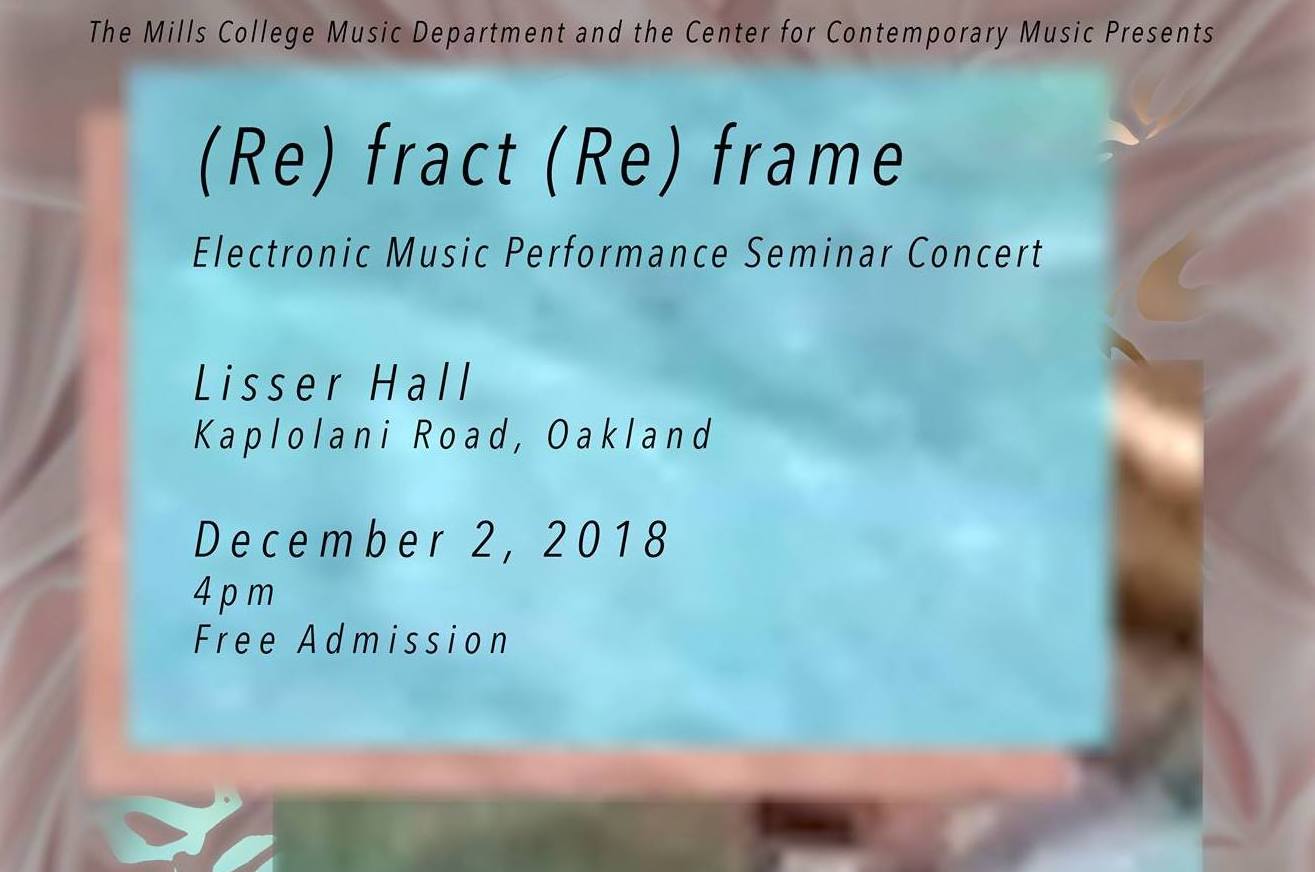 The Mills College Music Department and the Center for Contemporary Music Presents
(Re) fract (Re) frame
Electronic Music Performance Seminar Concert
Lisser Hall
Kaplolani Road, Oakland
December 2, 2018
4pm
Free Admission